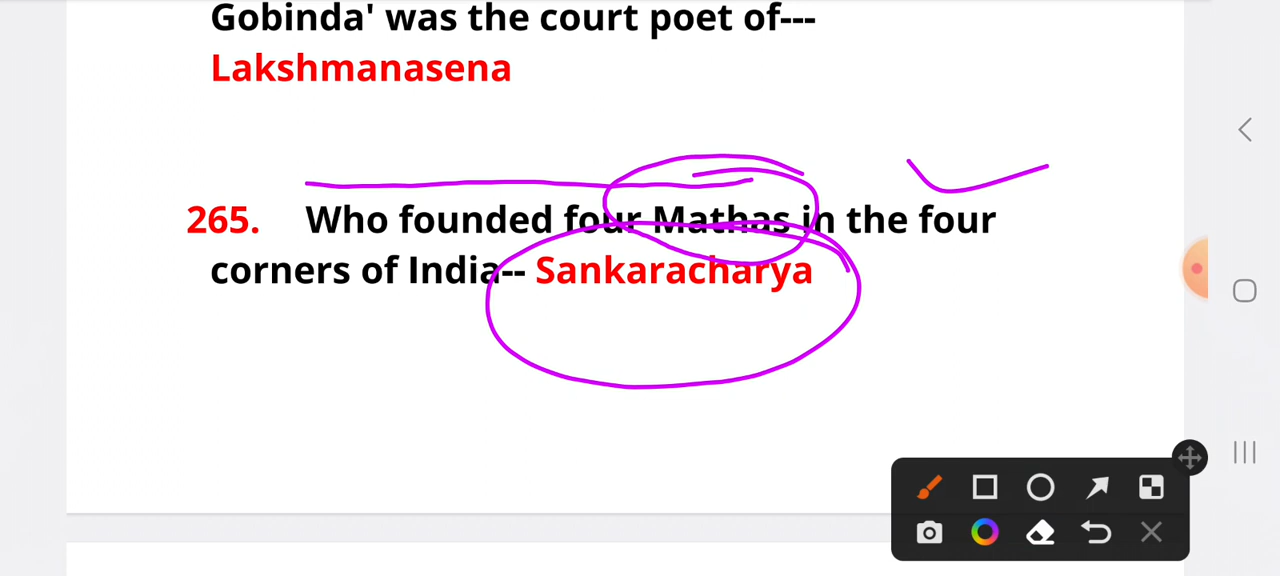 Gobinda' was the court poet of---
Lakshmanasena
265. Who founded four Mathas in the four
corners of India-- Sankaracharya